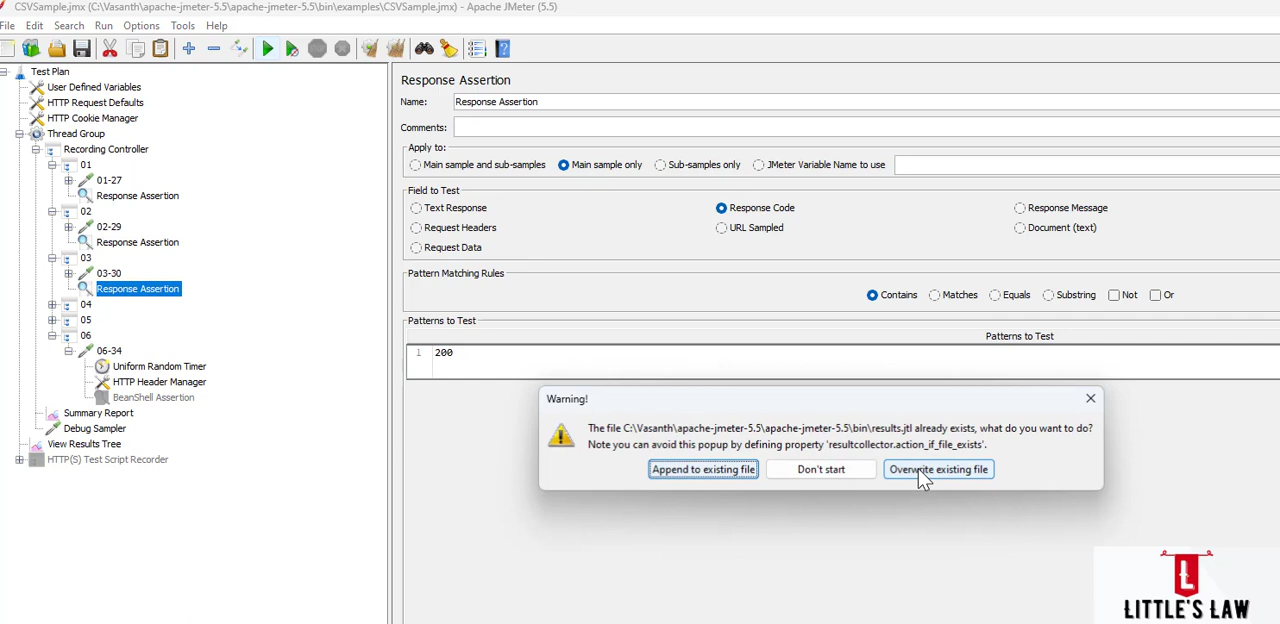 CSVSample.jmx (C:\Vasanth\apache-jmeter-5.5\apache-jmeter-5.5\bin\examples\CSVSample.jmx) - Apache JMeter (5.5)
File Edit Search Run Options Tools Help
Test Plan
User Defined Variables
HTTP Request Defaults
HTTP Cookie Manager
Thread Group
Recording Controller
01
01-27
Response Assertion
02
02-29
Response Assertion
03
03-30
Response Assertion
04
05
06
06-34
Uniform Random Timer
HTTP Header Manager
BeanShell Assertion
Summary Report
Debug Sampler
View Results Tree
HTTP(S) Test Script Recorder
Response Assertion
Name: Response Assertion
Comments:
Apply to:
Main sample and sub-samples Main sample only Sub-samples only JMeter Variable Name to use
Field to Test
Text Response Response Code Response Message
Request Headers URL Sampled Document (text)
Request Data
Pattern Matching Rules
Contains Matches Equals Substring Not Or
Patterns to Test
Patterns to Test
1 200
Warning!
The file C:\Vasanth\apache-jmeter-5.5\apache-jmeter-5.5\bin\results.jtl already exists, what do you want to do?
Note you can avoid this popup by defining property 'resultcollector.action_if_file_exists'.
Append to existing file Don't start Overwrite existing file
L
LITTLE'S LAW